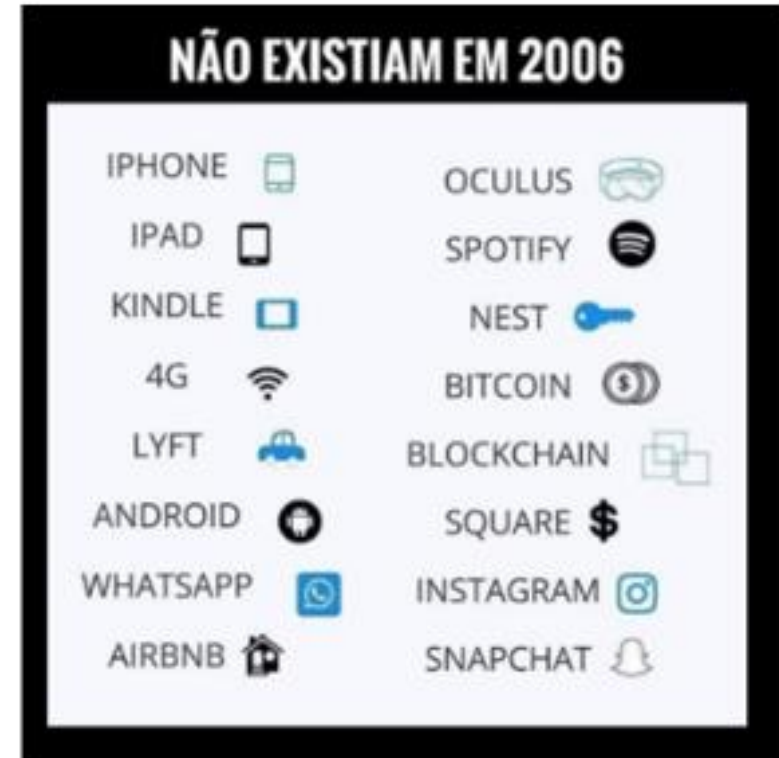 NÃO EXISTIAM EM 2006
IPHONE
IPAD
KINDLE
4G
LYFT
ANDROID
WHATSAPP
AIRBNB
OCULUS
SPOTIFY
NEST
BITCOIN
BLOCKCHAIN
SQUARE $
INSTAGRAM
SNAPCHAT